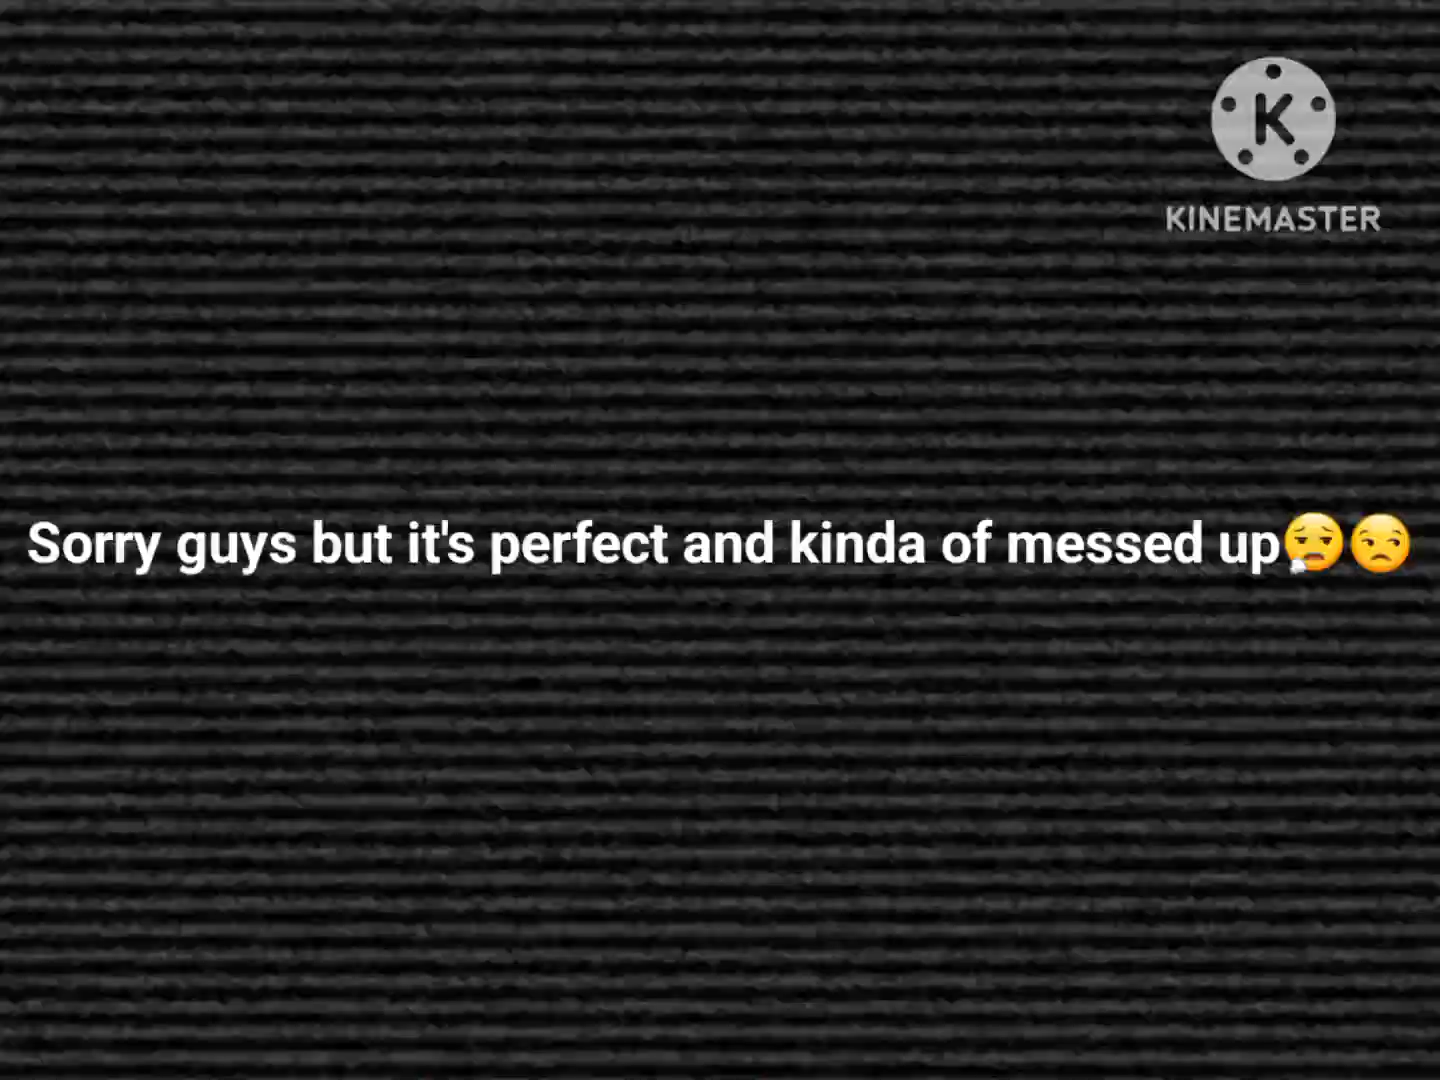 K
KINEMASTER
Sorry guys but it's perfect and kinda of messed up😮‍💨😒